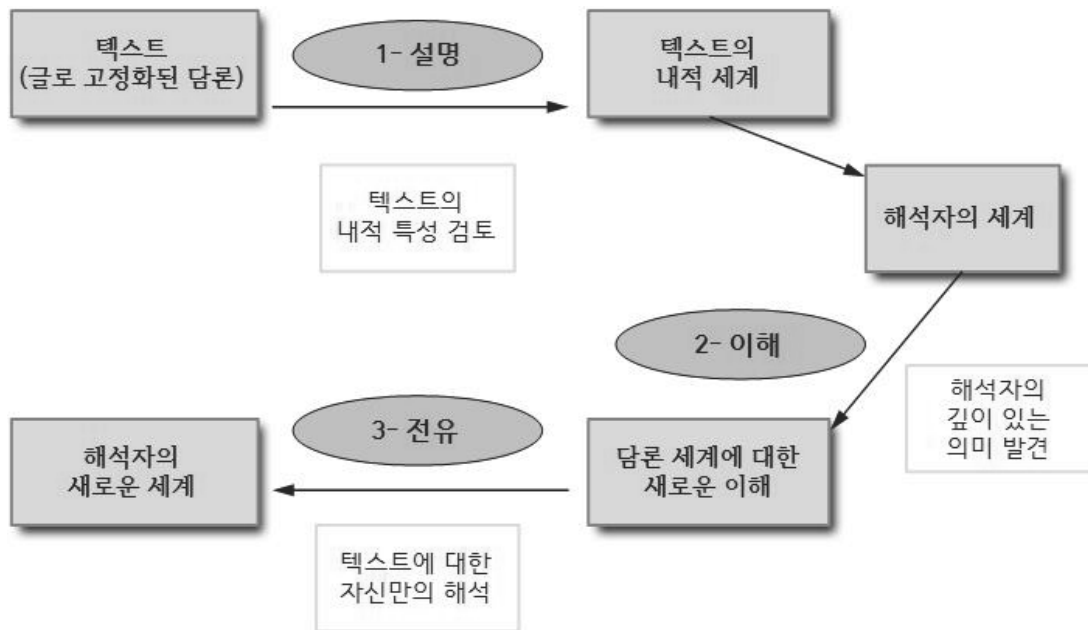 텍스트
(글로 고정화된 담론)
1- 설명
텍스트의
내적 세계
텍스트의
내적 특성 검토
해석자의 세계
2- 이해
해석자의
깊이 있는
의미 발견
담론 세계에 대한
새로운 이해
3- 전유
해석자의
새로운 세계
텍스트에 대한
자신만의 해석